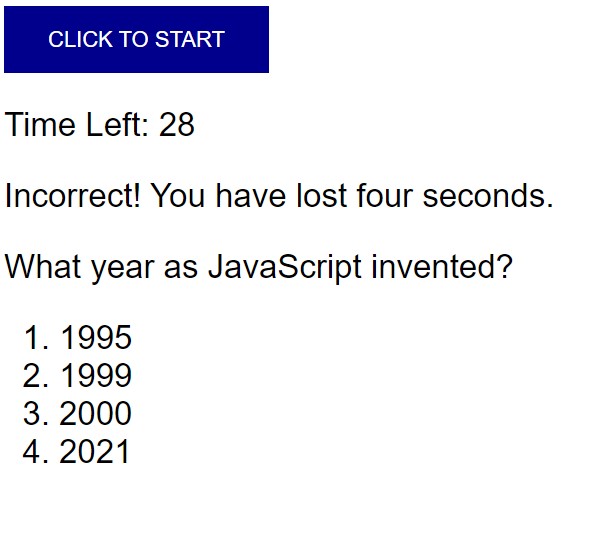 CLICK TO START
Time Left: 28
Incorrect! You have lost four seconds.
What year as JavaScript invented?
1. 1995
2. 1999
3. 2000
4. 2021